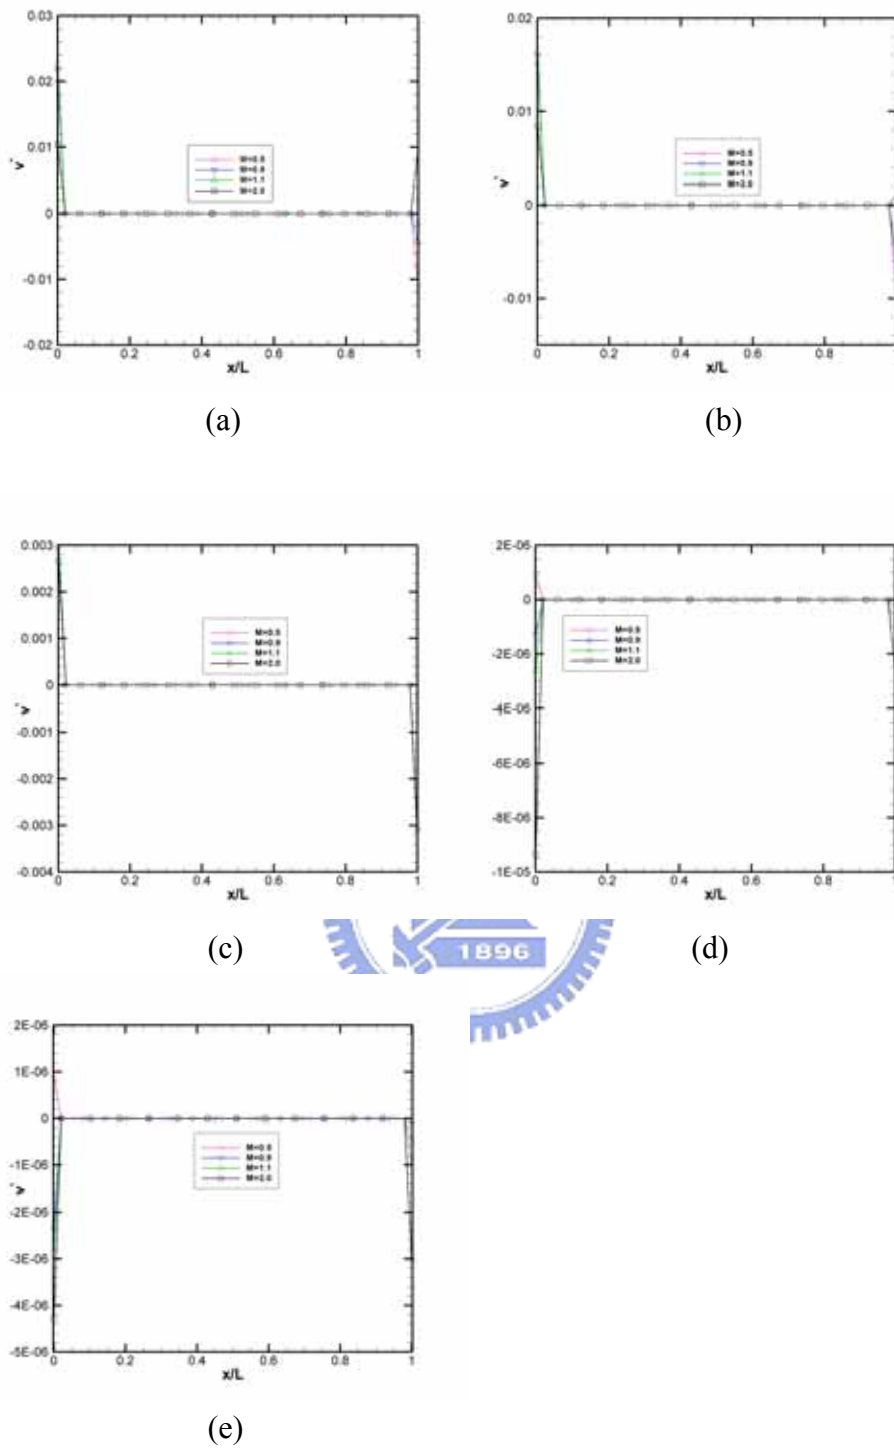 0.03
0.02
0.01
0
-0.01
-0.02
v*
M=0.5
M=0.9
M=1.1
M=2.0
0 0.2 0.4 0.6 0.8 1
x/L
(a)
0.02
0.01
0
-0.01
v*
M=0.5
M=0.9
M=1.1
M=2.0
0 0.2 0.4 0.6 0.8
x/L
(b)
0.003
0.002
0.001
0
-0.001
-0.002
-0.003
-0.004
v*
M=0.5
M=0.9
M=1.1
M=2.0
0 0.2 0.4 0.6 0.8 1
x/L
(c)
2E-06
0
-2E-06
-4E-06
-6E-06
-8E-06
-1E-05
v*
M=0.5
M=0.9
M=1.1
M=2.0
0 0.2 0.4 0.6 0.8
x/L
(d)
1896
2E-06
1E-06
0
-1E-06
-2E-06
-3E-06
-4E-06
-5E-06
v*
M=0.5
M=0.9
M=1.1
M=2.0
0 0.2 0.4 0.6 0.8 1
x/L
(e)